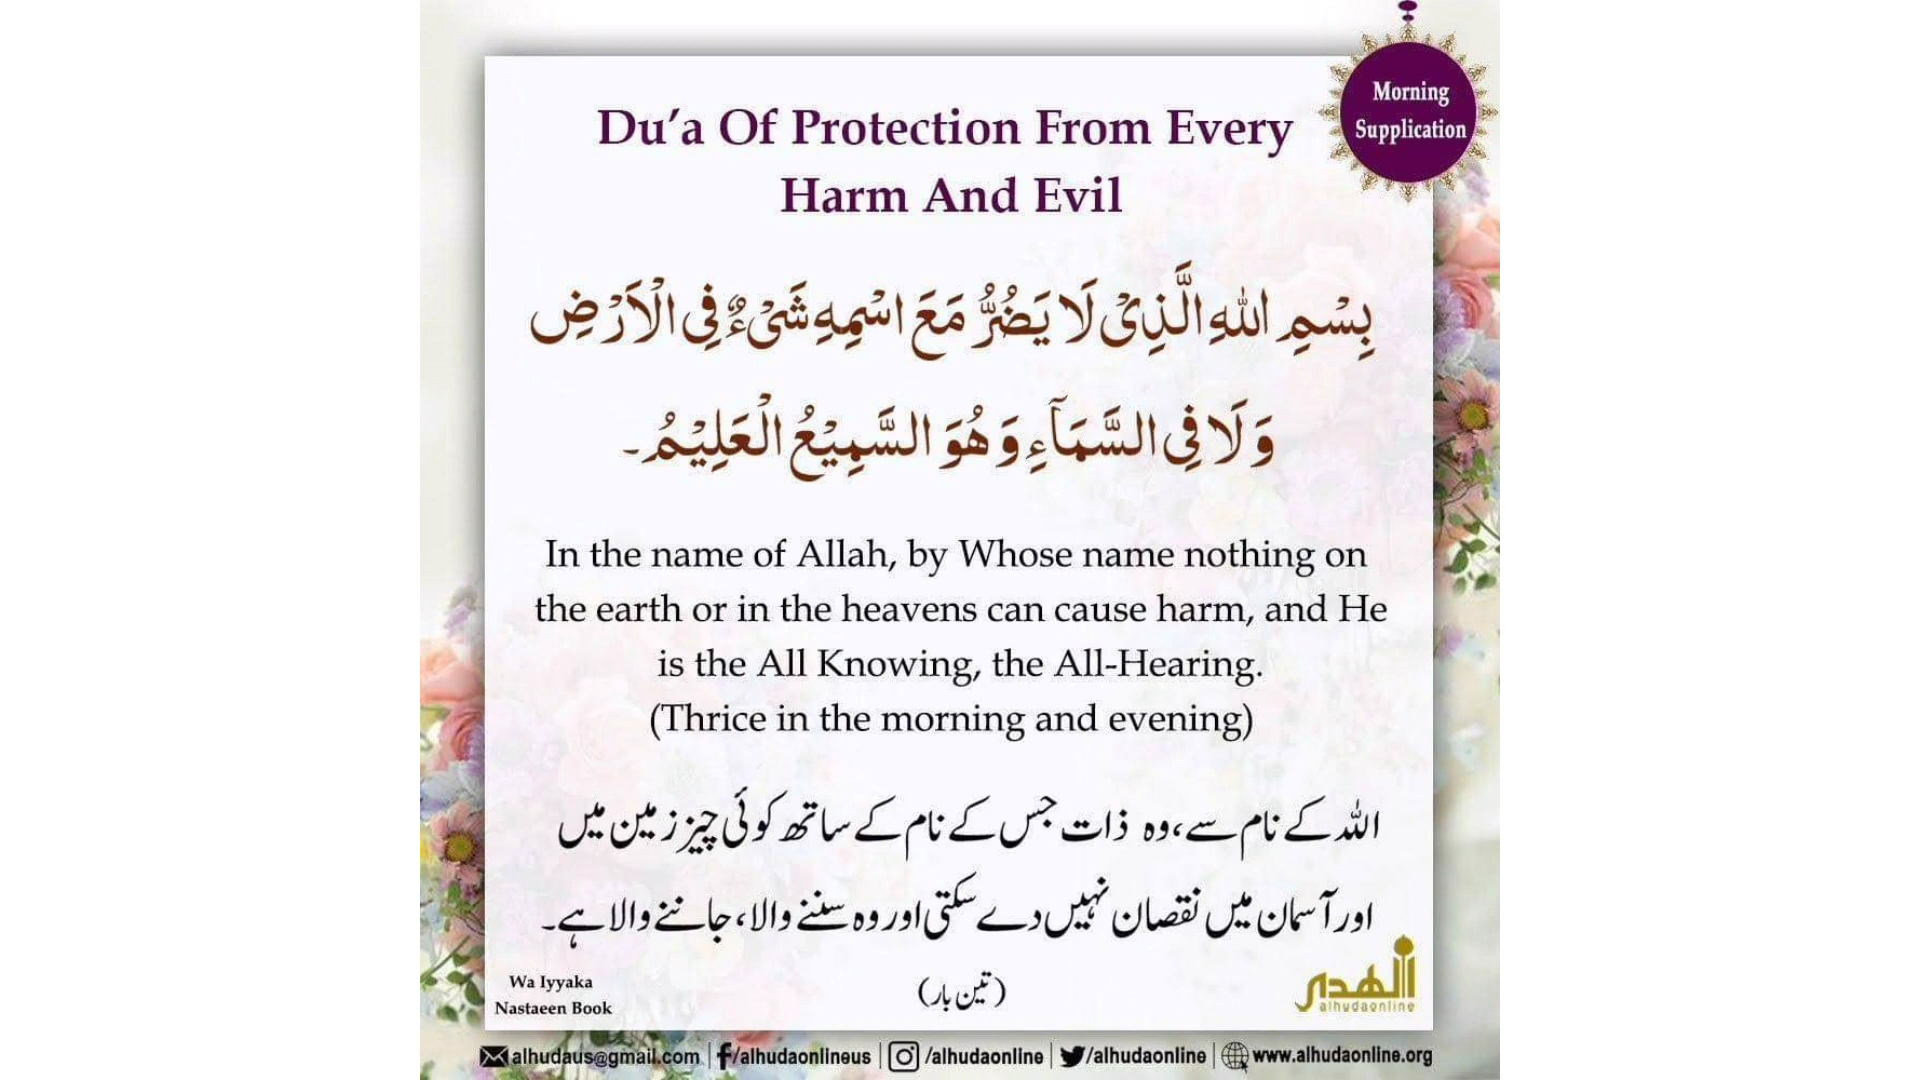 Morning
Supplication
Du’a Of Protection From Every
Harm And Evil
بِسْمِ اللهِ الَّذِیْ لَا یَضُرُّ مَعَ اسْمِهِ شَیْءٌ فِی الْاَرْضِ
وَ لَا فِی السَّمَآءِ وَ هُوَ السَّمِیْعُ الْعَلِیْمُ۔
In the name of Allah, by Whose name nothing on
the earth or in the heavens can cause harm, and He
is the All Knowing, the All-Hearing.
(Thrice in the morning and evening)
اللہ کے نام سے، وہ ذات جس کے نام کے ساتھ کوئی چیز زمین میں
اور آسمان میں نقصان نہیں دے سکتی اور وہ سننے والا، جاننے والا ہے۔
(تین بار)
Wa Iyyaka
Nastaeen Book
الهدى
alhudaonline
alhudaus@gmail.com | /alhudaonlineus | /alhudaonline | /alhudaonline | www.alhudaonline.org